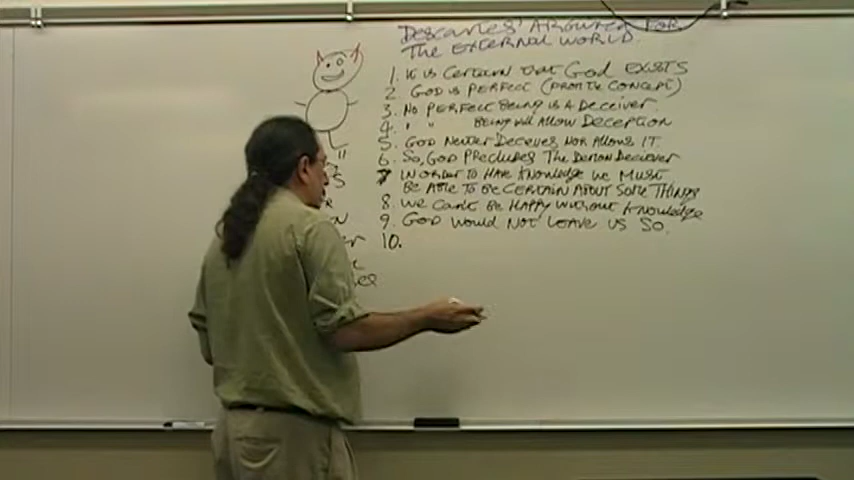 Descartes' Argument For
The External World
1. It is Certain that God Exists
2. God is Perfect (from the Concept)
3. No Perfect Being is a Deceiver.
4. " " Being will Allow Deception
5. God Neither Deceives Nor Allows It.
6. So, God Precludes The Demon Deceiver
7 In order to Have Knowledge We Must
Be Able to Be Certain About Some Things
8. We Can't Be Happy Without Knowledge
9. God Would Not Leave Us So.
10.